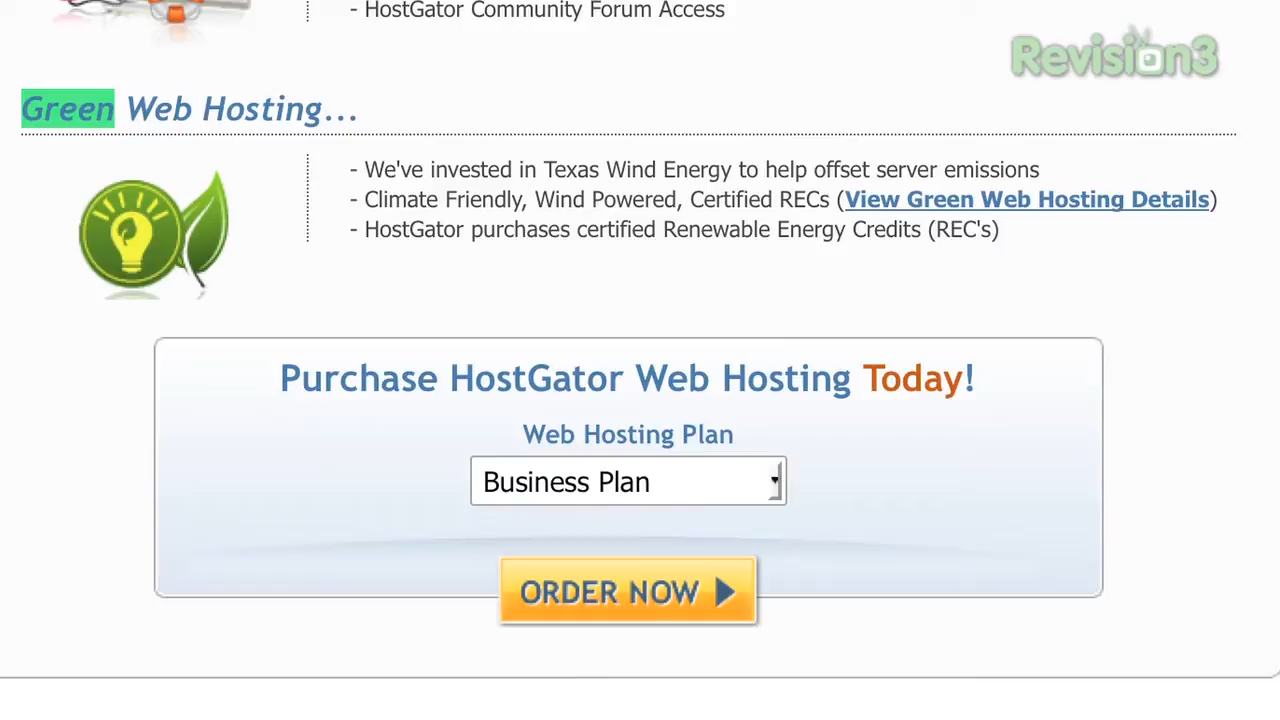 - HostGator Community Forum Access
Revision3
Green Web Hosting...
- We've invested in Texas Wind Energy to help offset server emissions
- Climate Friendly, Wind Powered, Certified RECs (View Green Web Hosting Details)
- HostGator purchases certified Renewable Energy Credits (REC's)
Purchase HostGator Web Hosting Today!
Web Hosting Plan
Business Plan
ORDER NOW